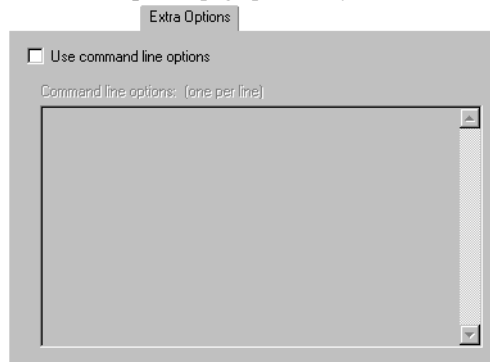 Extra Options
Use command line options
Command line options: (one per line)